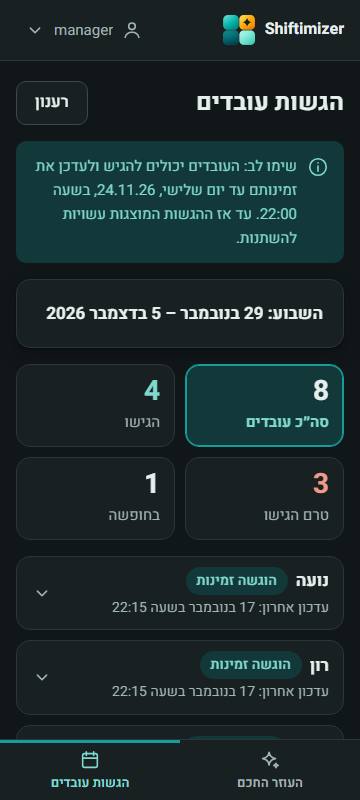 Shiftimizer
manager
הגשות עובדים
רענון
שימו לב: העובדים יכולים להגיש ולעדכן את
זמינותם עד יום שלישי, 24.11.26, בשעה
22:00. עד אז ההגשות המוצגות עשויות
להשתנות.
השבוע: 29 בנובמבר – 5 בדצמבר 2026
8
סה״כ עובדים
4
הגישו
3
טרם הגישו
1
בחופשה
נועה הוגשה זמינות
עדכון אחרון: 17 בנובמבר בשעה 22:15
רון הוגשה זמינות
עדכון אחרון: 17 בנובמבר בשעה 22:15
העוזר החכם
הגשות עובדים